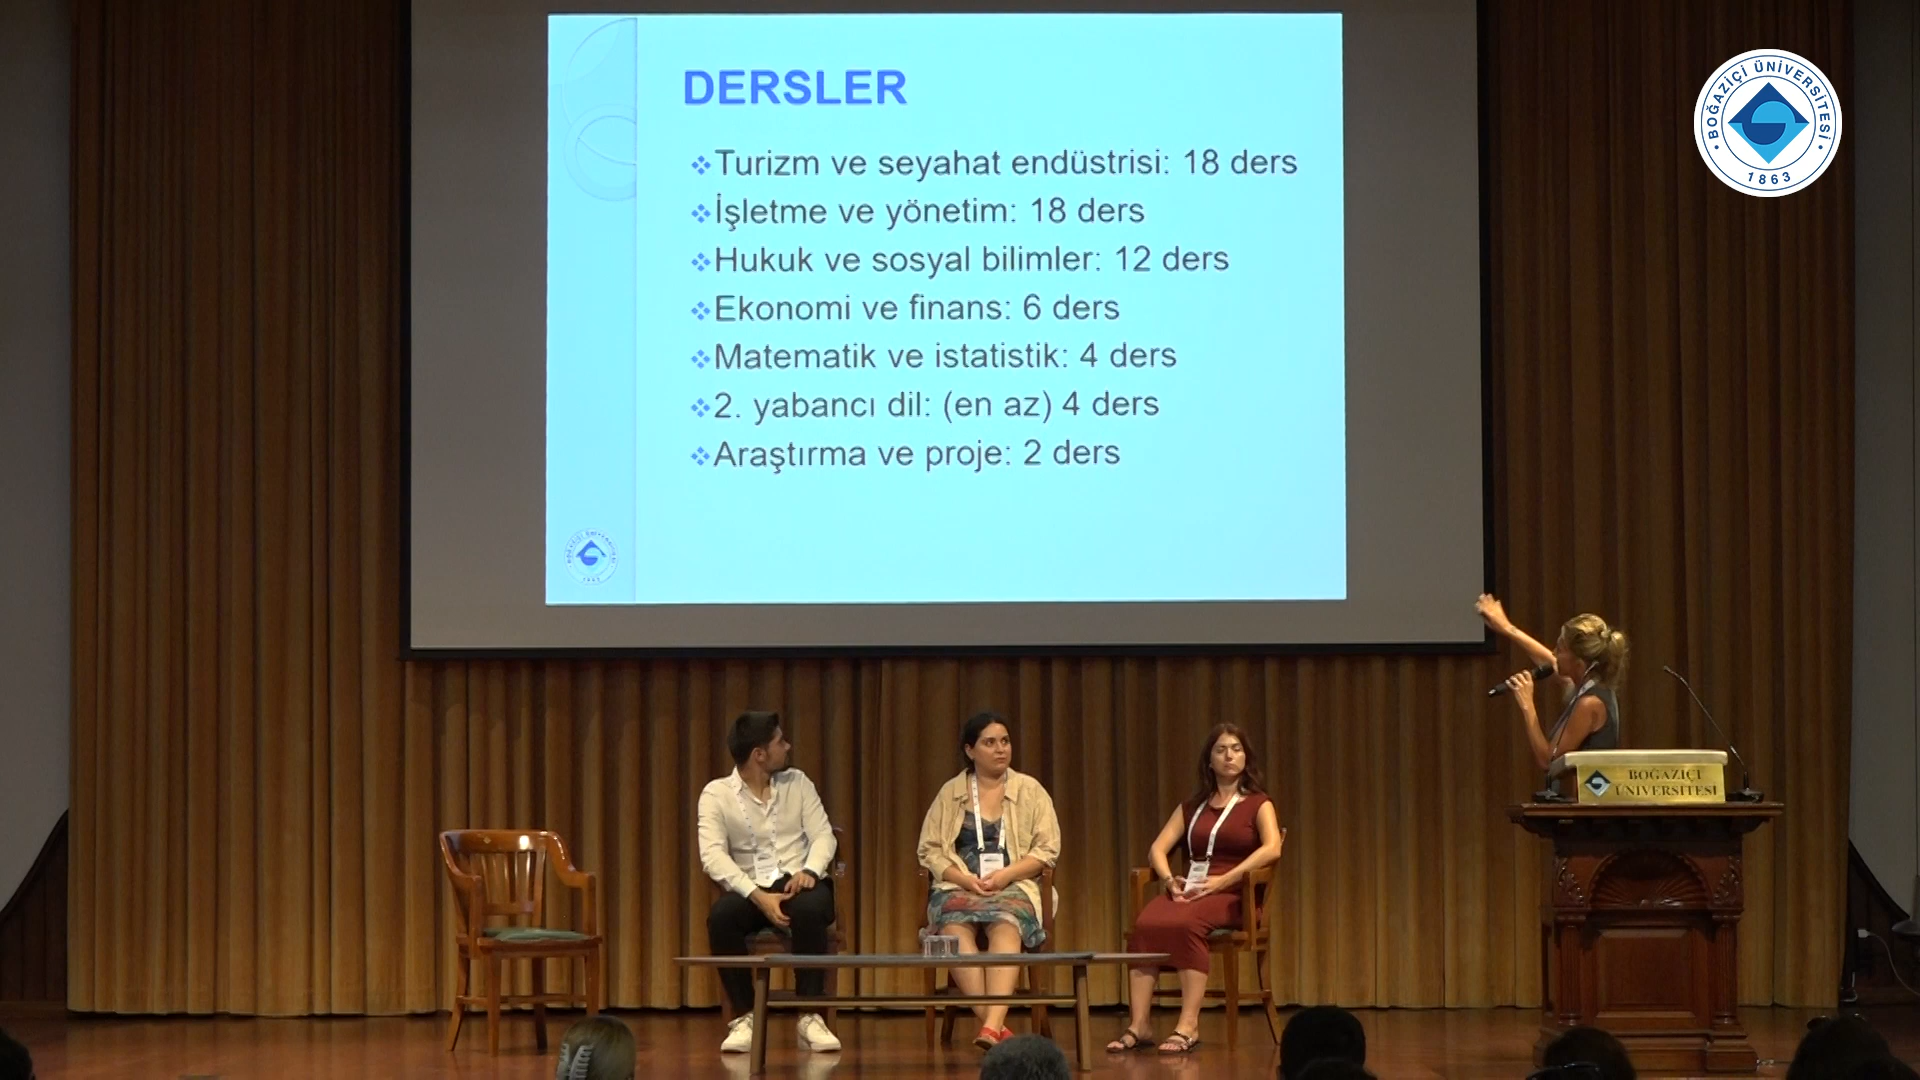 DERSLER
Turizm ve seyahat endüstrisi: 18 ders
İşletme ve yönetim: 18 ders
Hukuk ve sosyal bilimler: 12 ders
Ekonomi ve finans: 6 ders
Matematik ve istatistik: 4 ders
2. yabancı dil: (en az) 4 ders
Araştırma ve proje: 2 ders
BOĞAZİÇİ ÜNİVERSİTESİ
1863
BOĞAZİÇİ
ÜNİVERSİTESİ